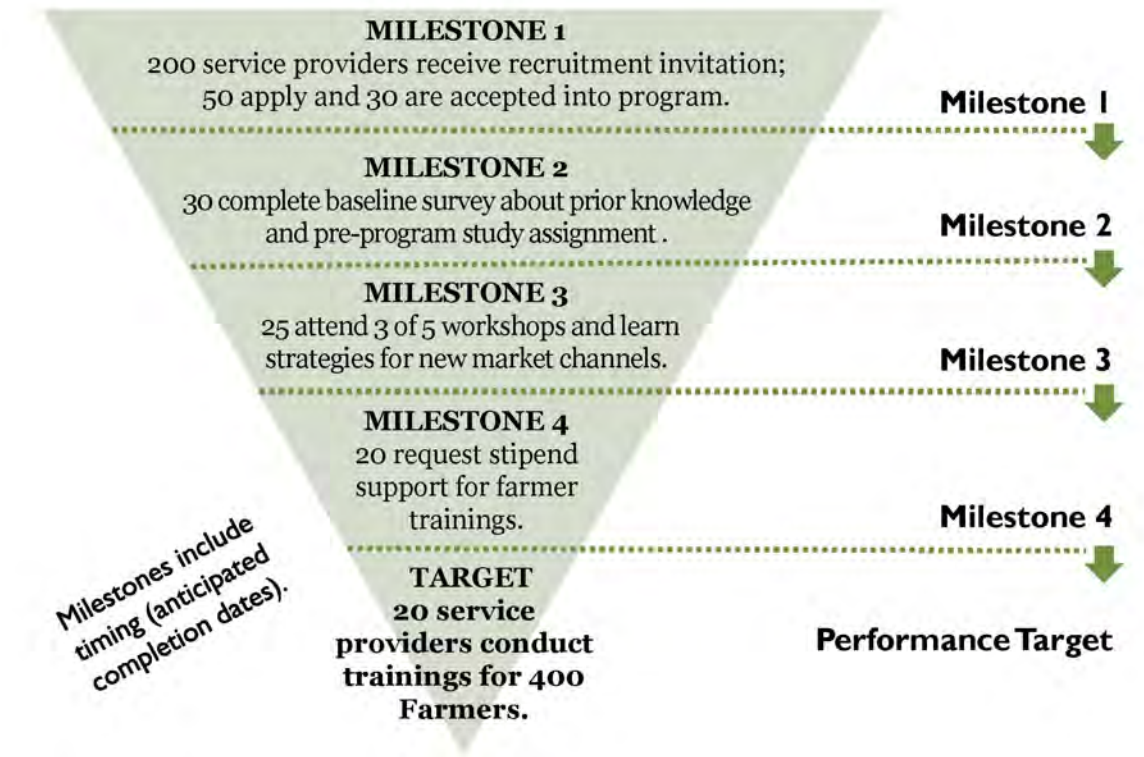 MILESTONE 1
200 service providers receive recruitment invitation;
50 apply and 30 are accepted into program.
Milestone 1
MILESTONE 2
30 complete baseline survey about prior knowledge
and pre-program study assignment .
Milestone 2
MILESTONE 3
25 attend 3 of 5 workshops and learn
strategies for new market channels.
Milestone 3
MILESTONE 4
20 request stipend
support for farmer
trainings.
Milestone 4
Milestones include
timing (anticipated
completion dates).
TARGET
20 service
providers conduct
trainings for 400
Farmers.
Performance Target